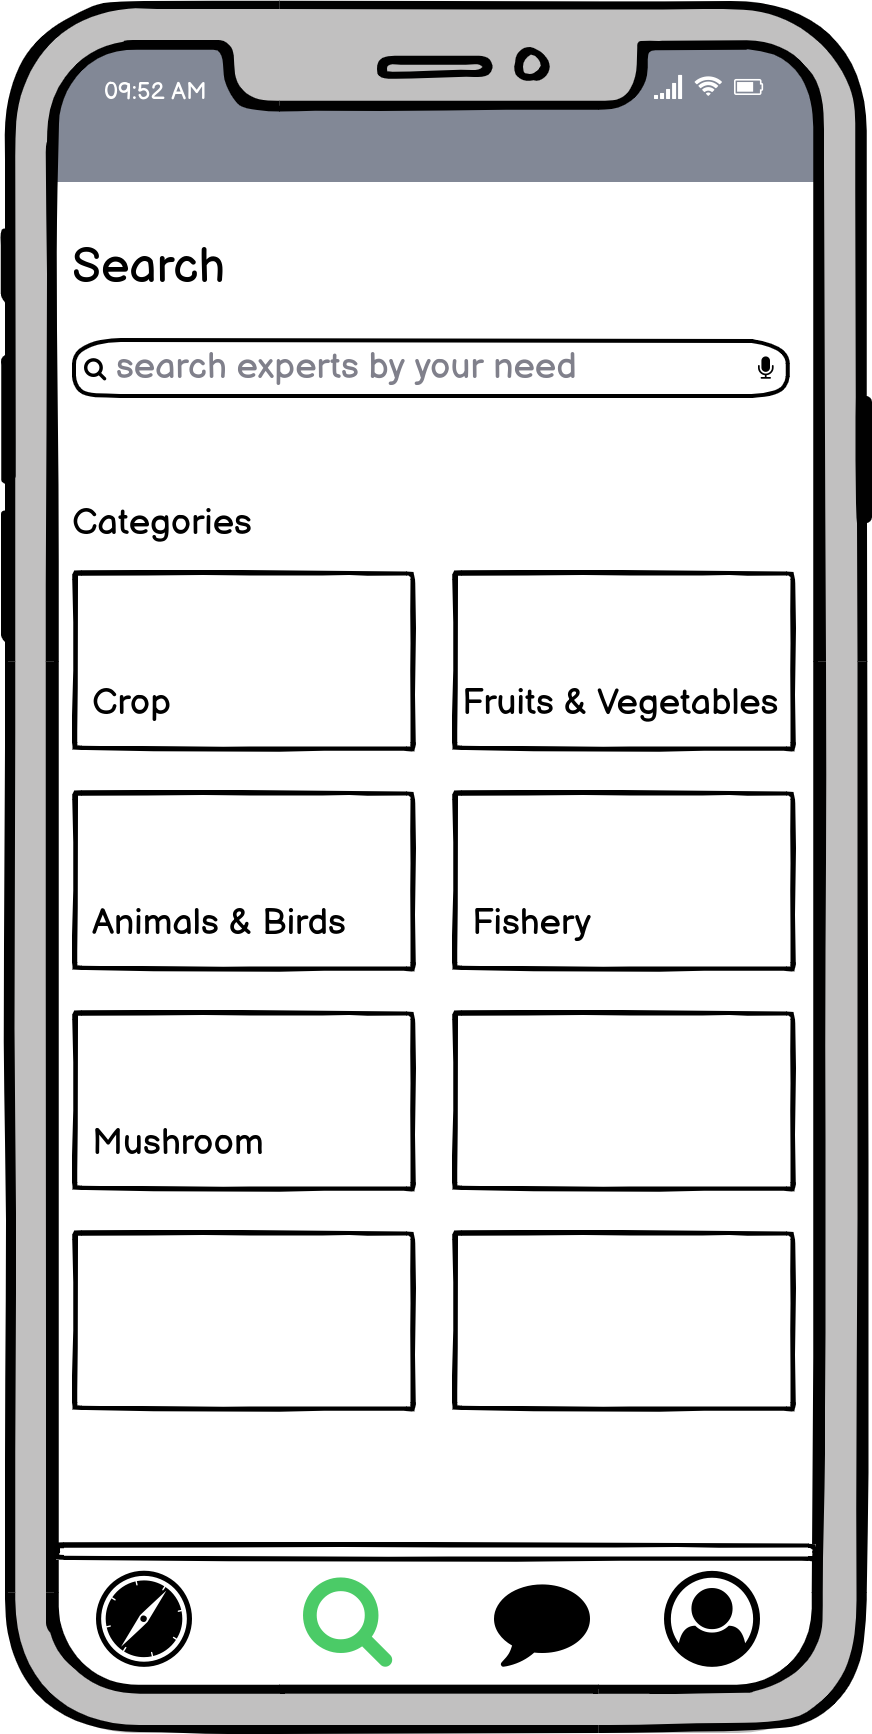 09:52 AM
Search
search experts by your need
Categories
Crop
Fruits & Vegetables
Animals & Birds
Fishery
Mushroom